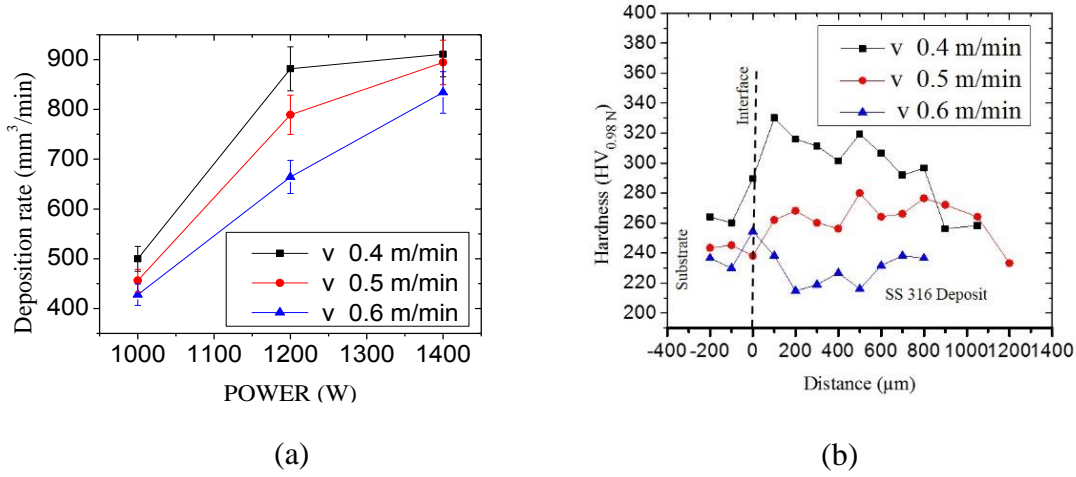 900
800
700
600
500
400
Deposition rate (mm³/min)
v 0.4 m/min
v 0.5 m/min
v 0.6 m/min
1000 1100 1200 1300 1400
POWER (W)
(a)
400
380
360
340
320
300
280
260
240
220
200
Hardness (HV0.98 N)
v 0.4 m/min
v 0.5 m/min
v 0.6 m/min
Interface
Substrate
SS 316 Deposit
-400 -200 0 200 400 600 800 1000 1200 1400
Distance (µm)
(b)